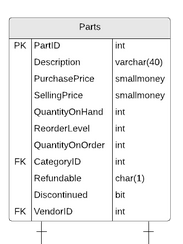 Parts
PK PartID int
Description varchar(40)
PurchasePrice smallmoney
SellingPrice smallmoney
QuantityOnHand int
ReorderLevel int
QuantityOnOrder int
FK CategoryID int
Refundable char(1)
Discontinued bit
FK VendorID int